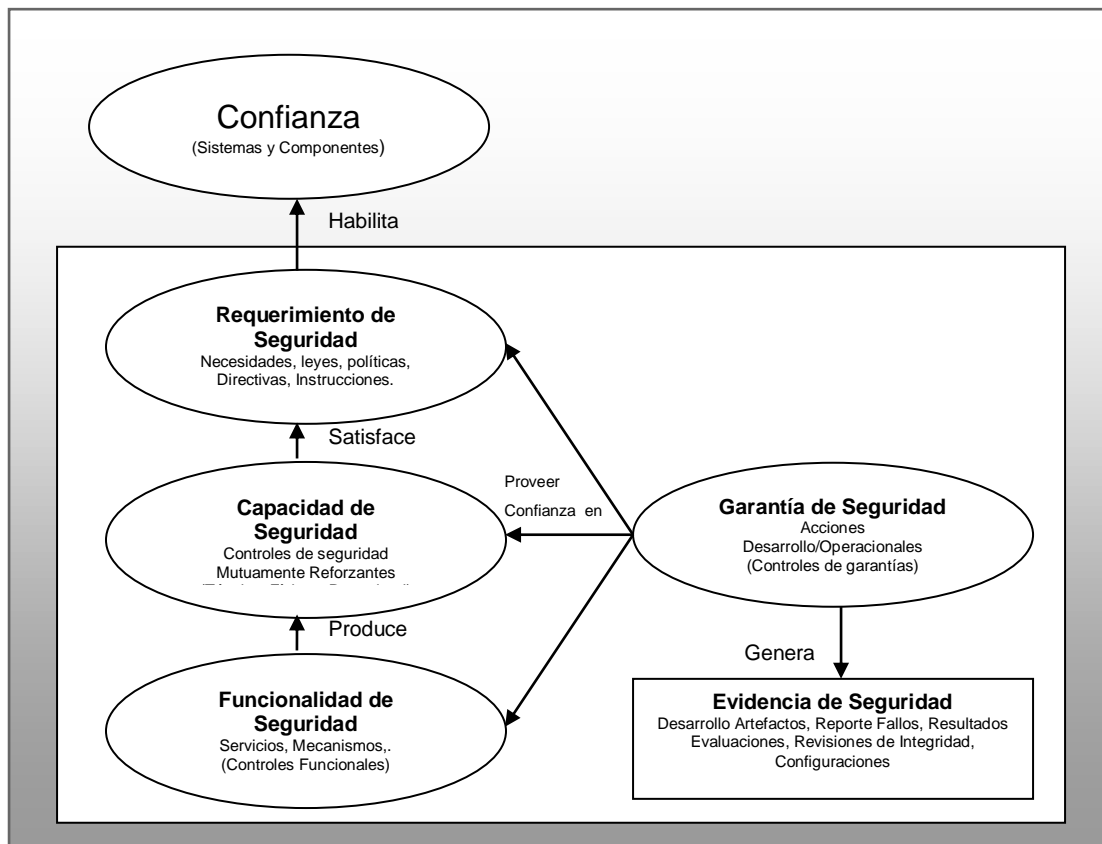 Confianza
(Sistemas y Componentes)
Habilita
Requerimiento de
Seguridad
Necesidades, leyes, políticas,
Directivas, Instrucciones.
Satisface
Capacidad de
Seguridad
Controles de seguridad
Mutuamente Reforzantes
Produce
Funcionalidad de
Seguridad
Servicios, Mecanismos,.
(Controles Funcionales)
Proveer
Confianza en
Garantía de Seguridad
Acciones
Desarrollo/Operacionales
(Controles de garantías)
Genera
Evidencia de Seguridad
Desarrollo Artefactos, Reporte Fallos, Resultados
Evaluaciones, Revisiones de Integridad,
Configuraciones